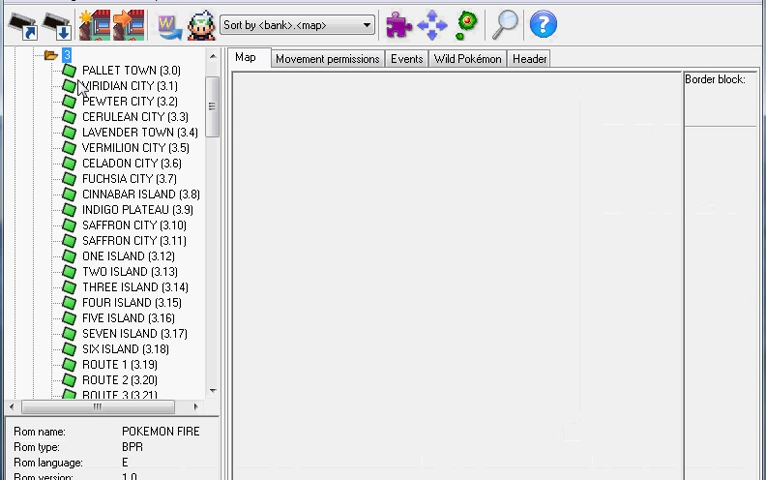 Sort by <bank>.<map>
3
PALLET TOWN (3.0)
VIRIDIAN CITY (3.1)
PEWTER CITY (3.2)
CERULEAN CITY (3.3)
LAVENDER TOWN (3.4)
VERMILION CITY (3.5)
CELADON CITY (3.6)
FUCHSIA CITY (3.7)
CINNABAR ISLAND (3.8)
INDIGO PLATEAU (3.9)
SAFFRON CITY (3.10)
SAFFRON CITY (3.11)
ONE ISLAND (3.12)
TWO ISLAND (3.13)
THREE ISLAND (3.14)
FOUR ISLAND (3.15)
FIVE ISLAND (3.16)
SEVEN ISLAND (3.17)
SIX ISLAND (3.18)
ROUTE 1 (3.19)
ROUTE 2 (3.20)
ROUTE 3 (3.21)
Rom name: POKEMON FIRE
Rom type: BPR
Rom language: E
Rom version: 1.0
Map Movement permissions Events Wild Pokémon Header
Border block: